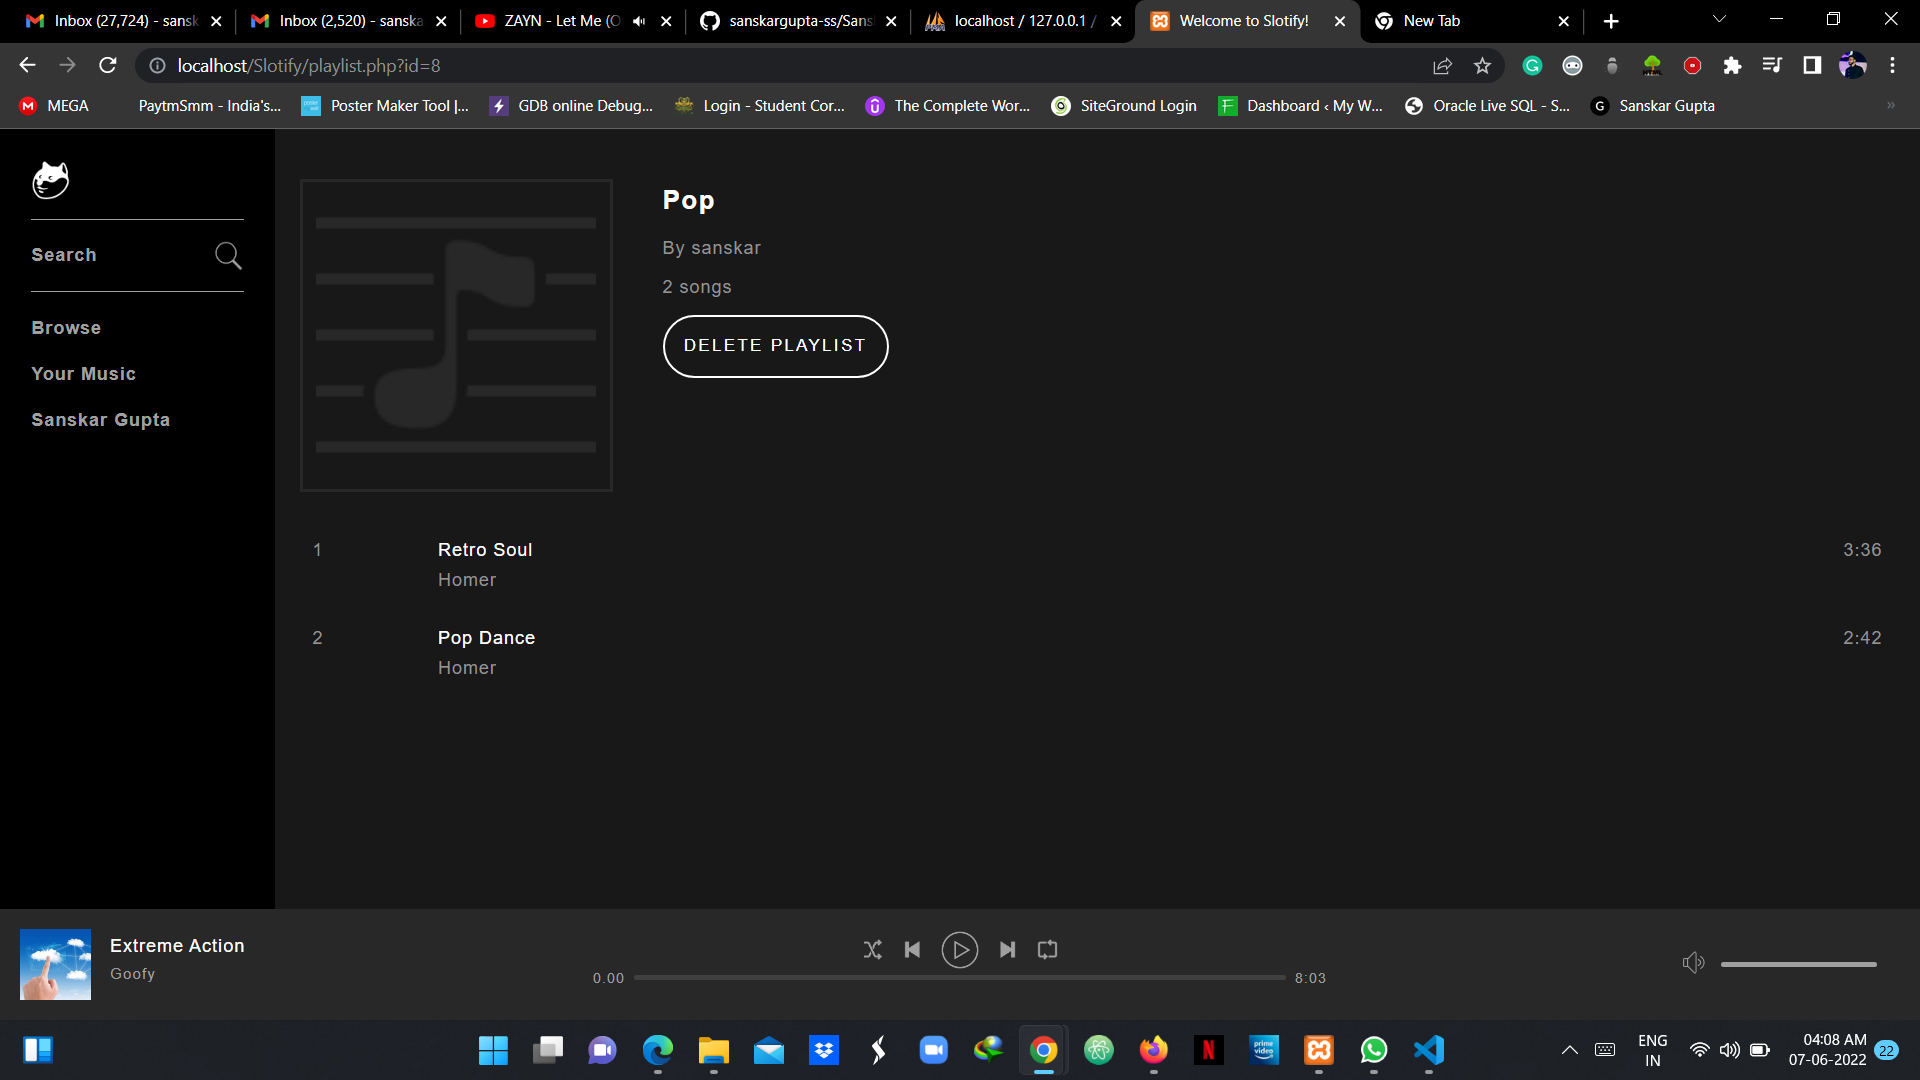 Inbox (27,724) - sansk
Inbox (2,520) - sanska
ZAYN - Let Me (O
sanskargupta-ss/Sans
localhost / 127.0.0.1 /
Welcome to Slotify!
New Tab
localhost/Slotify/playlist.php?id=8
MEGA
PaytmSmm - India's...
Poster Maker Tool |...
GDB online Debug...
Login - Student Cor...
The Complete Wor...
SiteGround Login
Dashboard ‹ My W...
Oracle Live SQL - S...
Sanskar Gupta
Search
Browse
Your Music
Sanskar Gupta
Pop
By sanskar
2 songs
DELETE PLAYLIST
1
Retro Soul
3:36
Homer
2
Pop Dance
2:42
Homer
Extreme Action
Goofy
0.00
8:03
prime video
ENG
IN
04:08 AM
07-06-2022
22